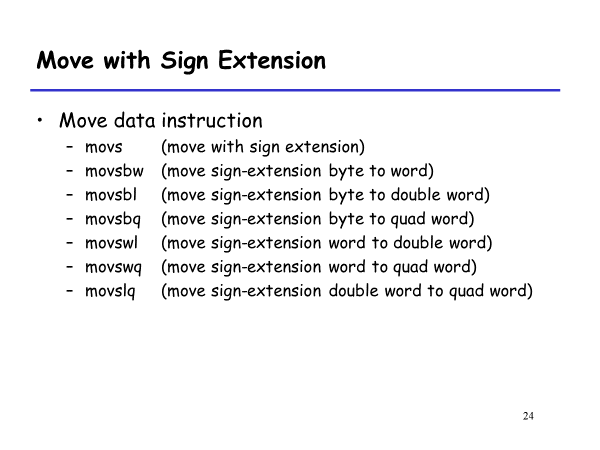 Move with Sign Extension
• Move data instruction
– movs (move with sign extension)
– movsbw (move sign-extension byte to word)
– movsbl (move sign-extension byte to double word)
– movsbq (move sign-extension byte to quad word)
– movswl (move sign-extension word to double word)
– movswq (move sign-extension word to quad word)
– movslq (move sign-extension double word to quad word)
24